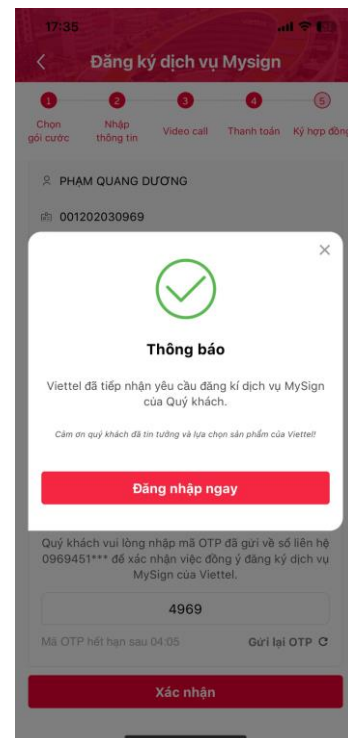 17:35
Đăng ký dịch vụ Mysign
1
2
3
4
5
Chọn
gói cước
Nhập
thông tin
Video call
Thanh toán
Ký hợp đồng
PHẠM QUANG DƯƠNG
001202030969
Thông báo
Viettel đã tiếp nhận yêu cầu đăng kí dịch vụ MySign
của Quý khách.
Cảm ơn quý khách đã tin tưởng và lựa chọn sản phẩm của Viettel!
Đăng nhập ngay
Quý khách vui lòng nhập mã OTP đã gửi về số liên hệ
0969451*** để xác nhận việc đồng ý đăng ký dịch vụ
MySign của Viettel.
4969
Mã OTP hết hạn sau 04:05
Gửi lại OTP
Xác nhận